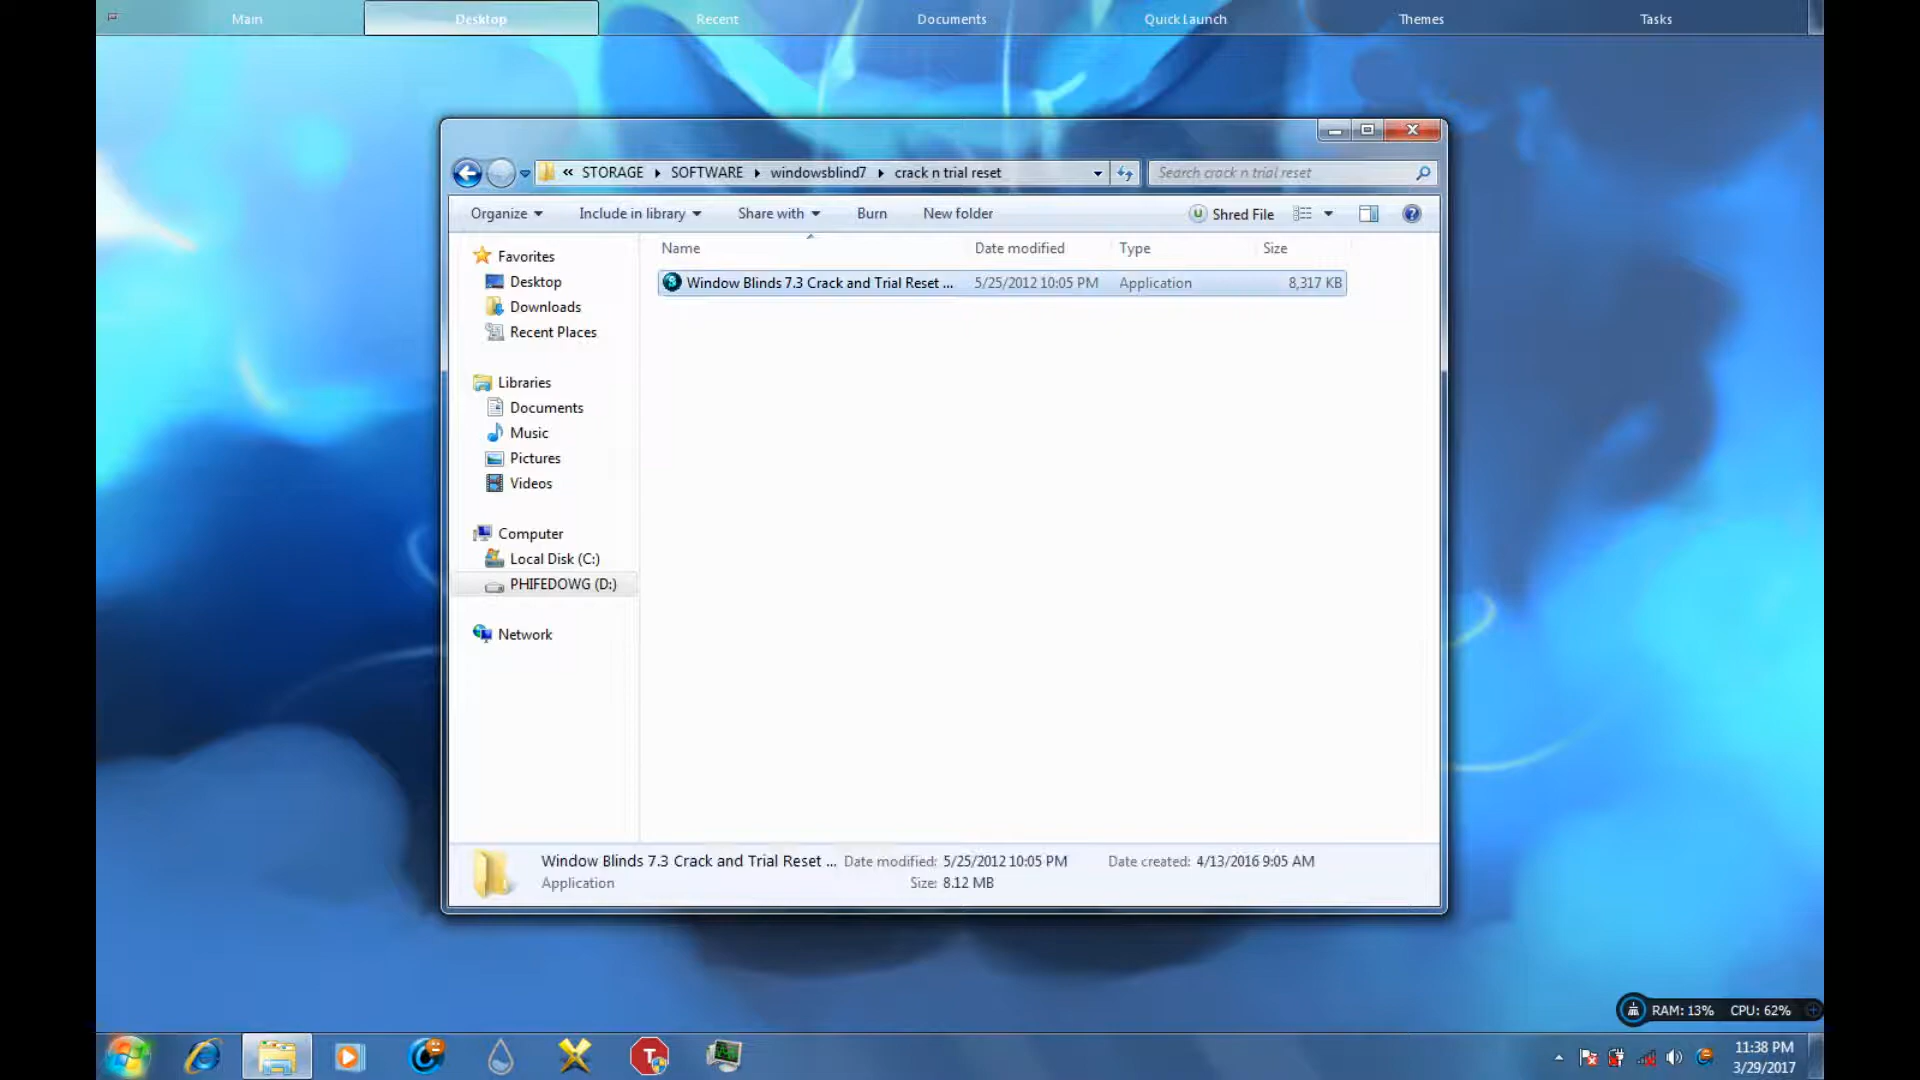 Main
Desktop
Recent
Documents
Quick Launch
Themes
Tasks
« STORAGE SOFTWARE windowsblind7 crack n trial reset
Search crack n trial reset
Organize
Include in library
Share with
Burn
New folder
Shred File
Name
Date modified
Type
Size
Window Blinds 7.3 Crack and Trial Reset ... 5/25/2012 10:05 PM Application 8,317 KB
Favorites
Desktop
Downloads
Recent Places
Libraries
Documents
Music
Pictures
Videos
Computer
Local Disk (C:)
PHIFEDOWG (D:)
Network
Window Blinds 7.3 Crack and Trial Reset ... Date modified: 5/25/2012 10:05 PM Date created: 4/13/2016 9:05 AM
Application Size: 8.12 MB
RAM: 13% CPU: 62%
T
11:38 PM
3/29/2017